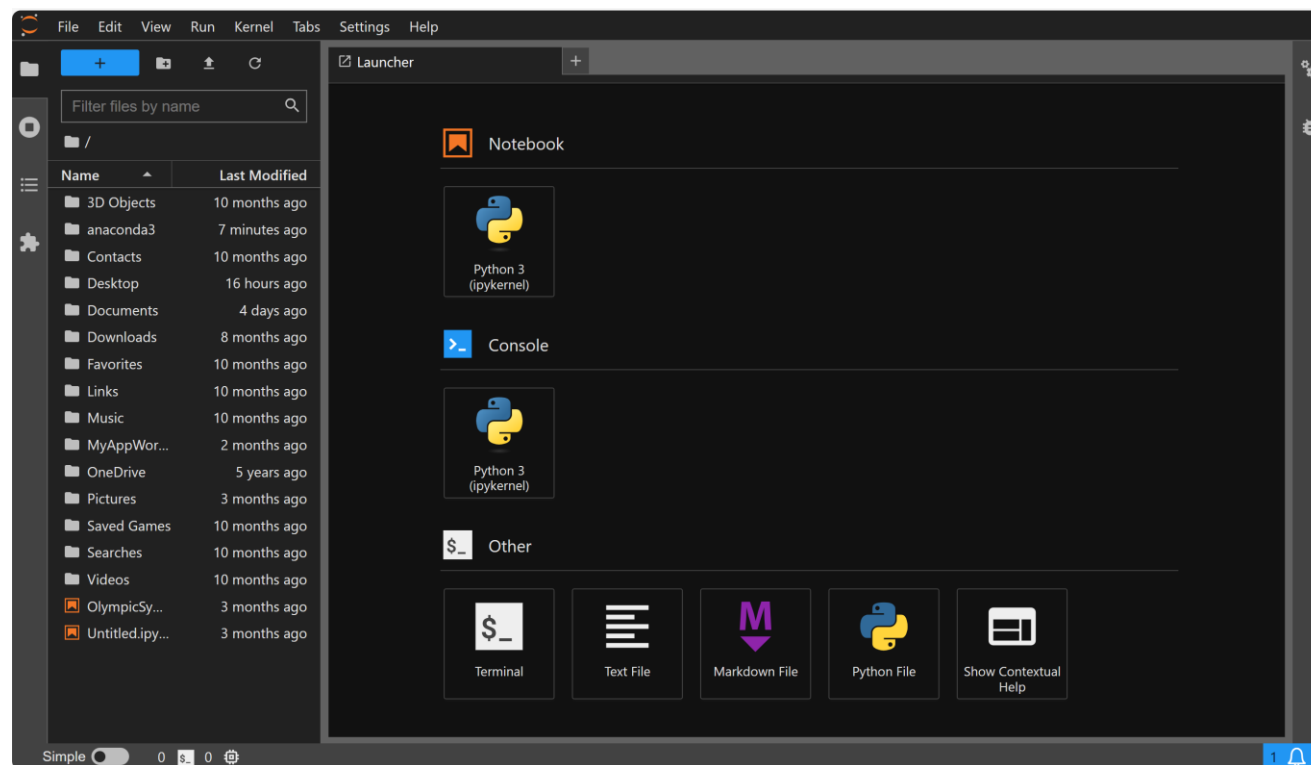 File Edit View Run Kernel Tabs Settings Help
+
Launcher
+
Filter files by name
/
Name Last Modified
3D Objects 10 months ago
anaconda3 7 minutes ago
Contacts 10 months ago
Desktop 16 hours ago
Documents 4 days ago
Downloads 8 months ago
Favorites 10 months ago
Links 10 months ago
Music 10 months ago
MyAppWor... 2 months ago
OneDrive 5 years ago
Pictures 3 months ago
Saved Games 10 months ago
Searches 10 months ago
Videos 10 months ago
OlympicSy... 3 months ago
Untitled.ipy... 3 months ago
Notebook
Python 3
(ipykernel)
>_ Console
Python 3
(ipykernel)
$_ Other
$_
Terminal
Text File
M
Markdown File
Python File
Show Contextual
Help
Simple 0 $_ 0
1